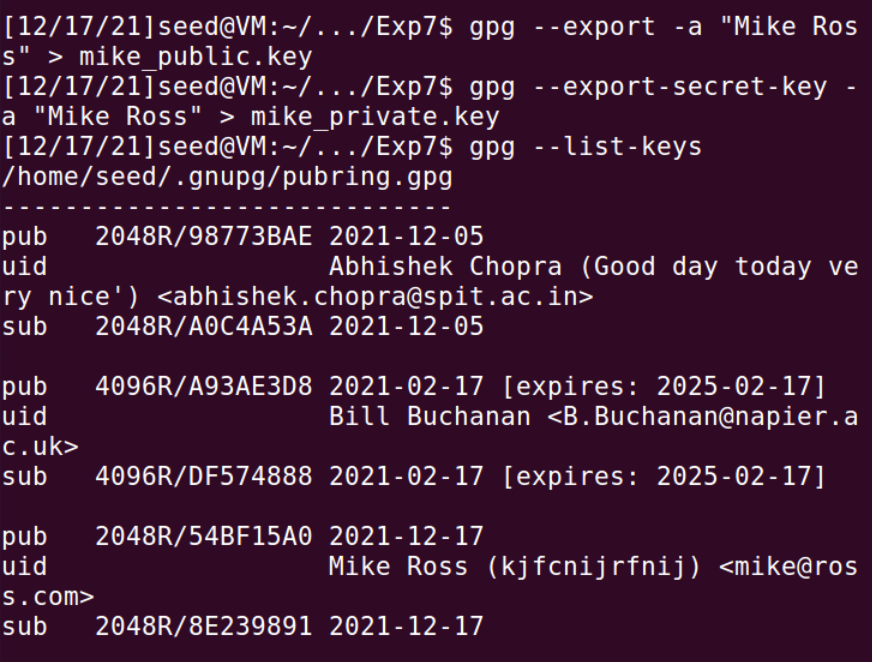 [12/17/21]seed@VM:~/.../Exp7$ gpg --export -a "Mike Ros
s" > mike_public.key
[12/17/21]seed@VM:~/.../Exp7$ gpg --export-secret-key -
a "Mike Ross" > mike_private.key
[12/17/21]seed@VM:~/.../Exp7$ gpg --list-keys
/home/seed/.gnupg/pubring.gpg
-----------------------------
pub   2048R/98773BAE 2021-12-05
uid                  Abhishek Chopra (Good day today ve
ry nice') <abhishek.chopra@spit.ac.in>
sub   2048R/A0C4A53A 2021-12-05
pub   4096R/A93AE3D8 2021-02-17 [expires: 2025-02-17]
uid                  Bill Buchanan <B.Buchanan@napier.a
c.uk>
sub   4096R/DF574888 2021-02-17 [expires: 2025-02-17]
pub   2048R/54BF15A0 2021-12-17
uid                  Mike Ross (kjfcnijrfnij) <mike@ros
s.com>
sub   2048R/8E239891 2021-12-17